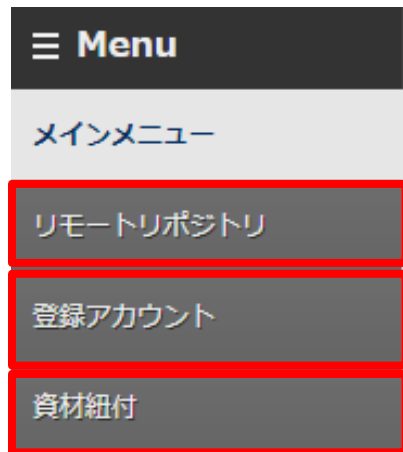 ☰ Menu
メインメニュー
リモートリポジトリ
登録アカウント
資材紐付